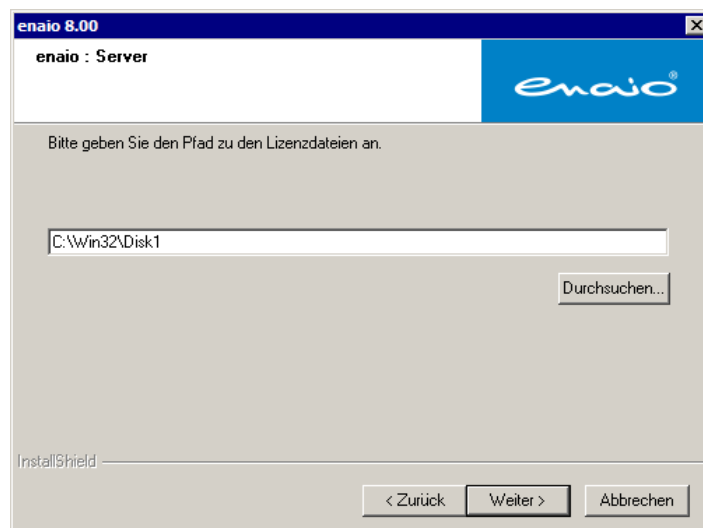 enaio 8.00
enaio : Server
enaio®
Bitte geben Sie den Pfad zu den Lizenzdateien an.
C:\Win32\Disk1
Durchsuchen...
InstallShield
< Zurück
Weiter >
Abbrechen